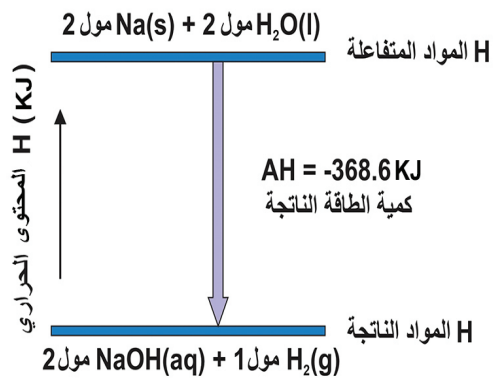 2 مول Na(s) + 2 مول H₂O(l)
H المواد المتفاعلة
المحتوى الحراري H (KJ)
AH = -368.6 KJ
كمية الطاقة الناتجة
H المواد الناتجة
2 مول NaOH(aq) + 1 مول H₂(g)